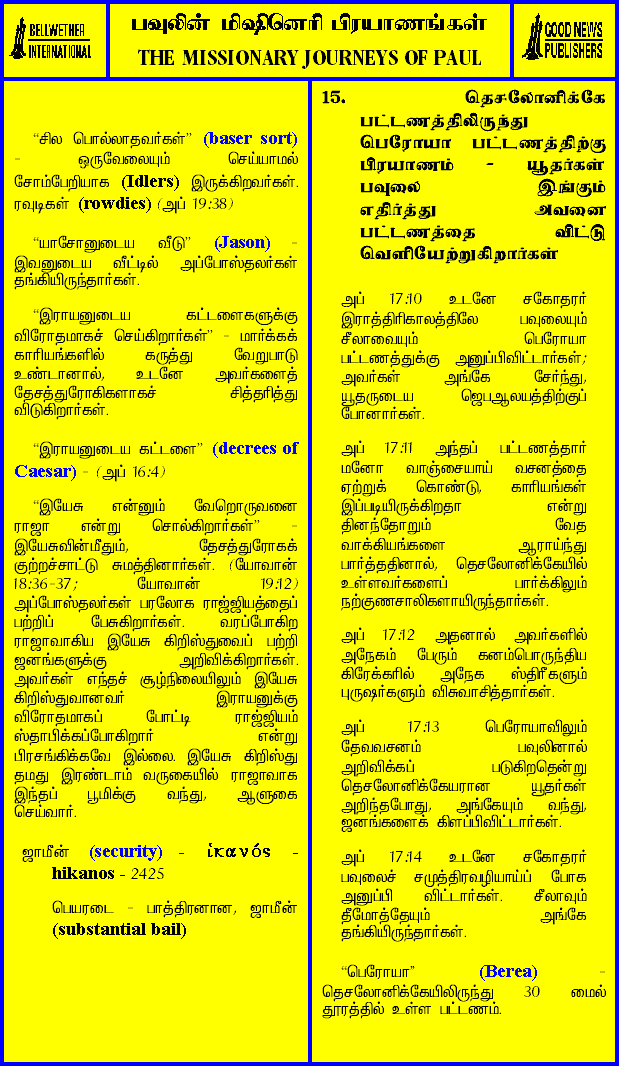 BELLWETHER
INTERNATIONAL
பவுலின் மிஷினெரி பிரயாணங்கள்
THE MISSIONARY JOURNEYS OF PAUL
GOOD NEWS
PUBLISHERS
“சில பொல்லாதவர்கள்” (baser sort)
- ஒருவேலையும் செய்யாமல்
சோம்பேறியாக (Idlers) இருக்கிறவர்கள்.
ரவுடிகள் (rowdies) (அப் 19:38)
“யாசோனுடைய வீடு” (Jason) -
இவனுடைய வீட்டில் அப்போஸ்தலர்கள்
தங்கியிருந்தார்கள்.
“இராயனுடைய கட்டளைகளுக்கு
விரோதமாகச் செய்கிறார்கள்” - மார்க்கக்
காரியங்களில் கருத்து வேறுபாடு
உண்டானால், உடனே அவர்களைத்
தேசத்துரோகிகளாகச் சித்தரித்து
விடுகிறார்கள்.
“இராயனுடைய கட்டளை” (decrees of
Caesar) - (அப் 16:4)
“இயேசு என்னும் வேறொருவனை
ராஜா என்று சொல்கிறார்கள்” -
இயேசுவின்மீதும், தேசத்துரோகக்
குற்றச்சாட்டு சுமத்தினார்கள். (யோவான்
18:36-37; யோவான் 19:12)
அப்போஸ்தலர்கள் பரலோக ராஜ்ஜியத்தைப்
பற்றிப் பேசுகிறார்கள். வரப்போகிற
ராஜாவாகிய இயேசு கிறிஸ்துவைப் பற்றி
ஜனங்களுக்கு அறிவிக்கிறார்கள்.
அவர்கள் எந்தச் சூழ்நிலையிலும் இயேசு
கிறிஸ்துவானவர் இராயனுக்கு
விரோதமாகப் போட்டி ராஜ்ஜியம்
ஸ்தாபிக்கப்போகிறார் என்று
பிரசங்கிக்கவே இல்லை. இயேசு கிறிஸ்து
தமது இரண்டாம் வருகையில் ராஜாவாக
இந்தப் பூமிக்கு வந்து, ஆளுகை
செய்வார்.
ஜாமீன் (security) - ἱκανός -
hikanos - 2425
பெயரடை - பாத்திரனான, ஜாமீன்
(substantial bail)
15. தெசலோனிக்கே
பட்டணத்திலிருந்து
பெரோயா பட்டணத்திற்கு
பிரயாணம் - யூதர்கள்
பவுலை இங்கும்
எதிர்த்து அவனை
பட்டணத்தை விட்டு
வெளியேற்றுகிறார்கள்
அப் 17:10 உடனே சகோதரர்
இராத்திரிகாலத்திலே பவுலையும்
சீலாவையும் பெரோயா
பட்டணத்துக்கு அனுப்பிவிட்டார்கள்;
அவர்கள் அங்கே சேர்ந்து,
யூதருடைய ஜெபஆலயத்திற்குப்
போனார்கள்.
அப் 17:11 அந்தப் பட்டணத்தார்
மனோ வாஞ்சையாய் வசனத்தை
ஏற்றுக் கொண்டு, காரியங்கள்
இப்படியிருக்கிறதா என்று
தினந்தோறும் வேத
வாக்கியங்களை ஆராய்ந்து
பார்த்ததினால், தெசலோனிக்கேயில்
உள்ளவர்களைப் பார்க்கிலும்
நற்குணசாலிகளாயிருந்தார்கள்.
அப் 17:12 அதனால் அவர்களில்
அநேகம் பேரும் கனம்பொருந்திய
கிரேக்கரில் அநேக ஸ்திரீகளும்
புருஷர்களும் விசுவாசித்தார்கள்.
அப் 17:13 பெரோயாவிலும்
தேவவசனம் பவுலினால்
அறிவிக்கப் படுகிறதென்று
தெசலோனிக்கேயரான யூதர்கள்
அறிந்தபோது, அங்கேயும் வந்து,
ஜனங்களைக் கிளப்பிவிட்டார்கள்.
அப் 17:14 உடனே சகோதரர்
பவுலைச் சமுத்திரவழியாய்ப் போக
அனுப்பி விட்டார்கள். சீலாவும்
தீமோத்தேயும் அங்கே
தங்கியிருந்தார்கள்.
“பெரோயா” (Berea) -
தெசலோனிக்கேயிலிருந்து 30 மைல்
தூரத்தில் உள்ள பட்டணம்.